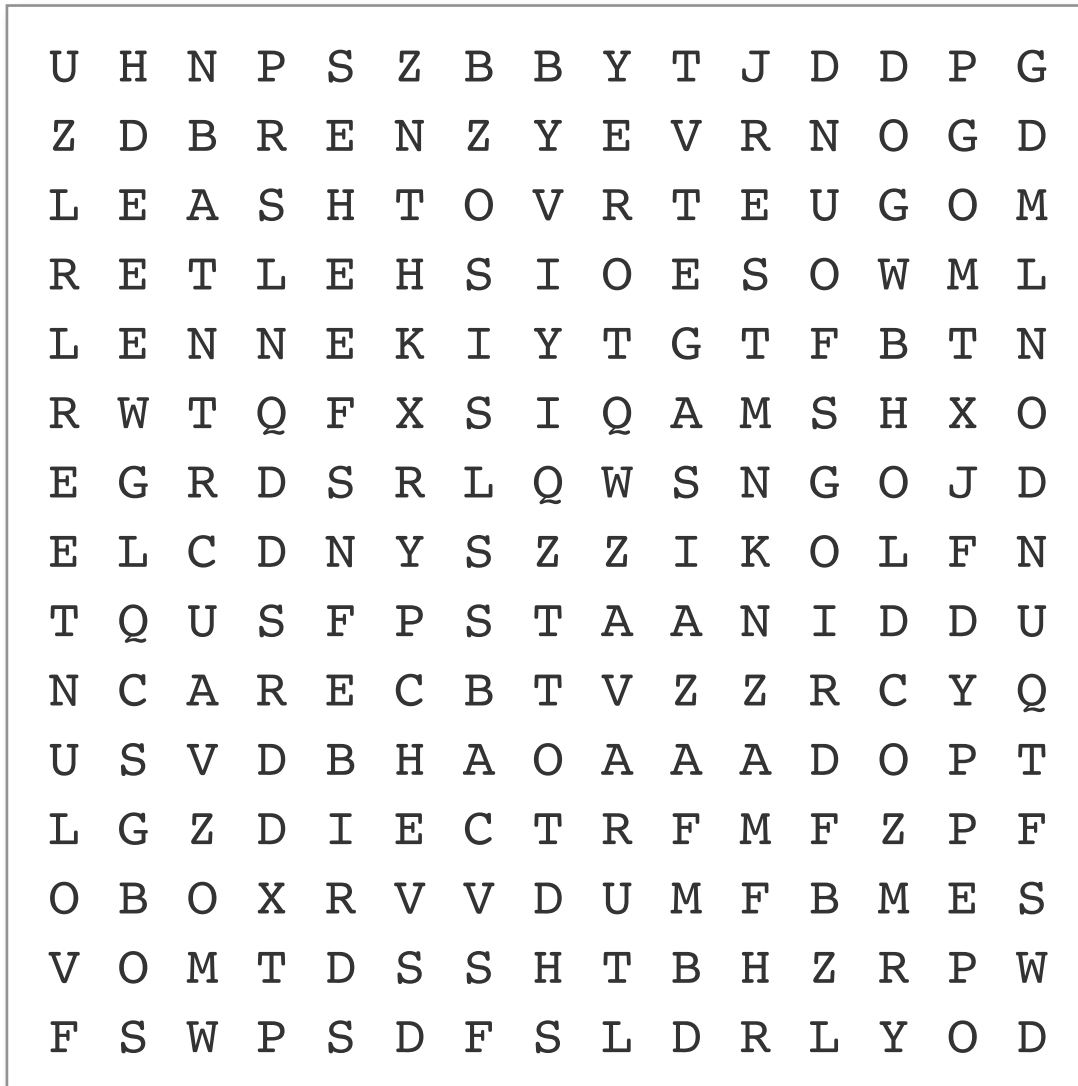 U H N P S Z B B Y T J D D P G
Z D B R E N Z Y E V R N O G D
L E A S H T O V R T E U G O M
R E T L E H S I O E S O W M L
L E N N E K I Y T G T F B T N
R W T Q F X S I Q A M S H X O
E G R D S R L Q W S N G O J D
E L C D N Y S Z Z I K O L F N
T Q U S F P S T A A N I D D U
N C A R E C B T V Z Z R C Y Q
U S V D B H A O A A A D O P T
L G Z D I E C T R F M F Z P F
O B O X R V V D U M F B M E S
V O M T D S S H T B H Z R P W
F S W P S D F S L D R L Y O D